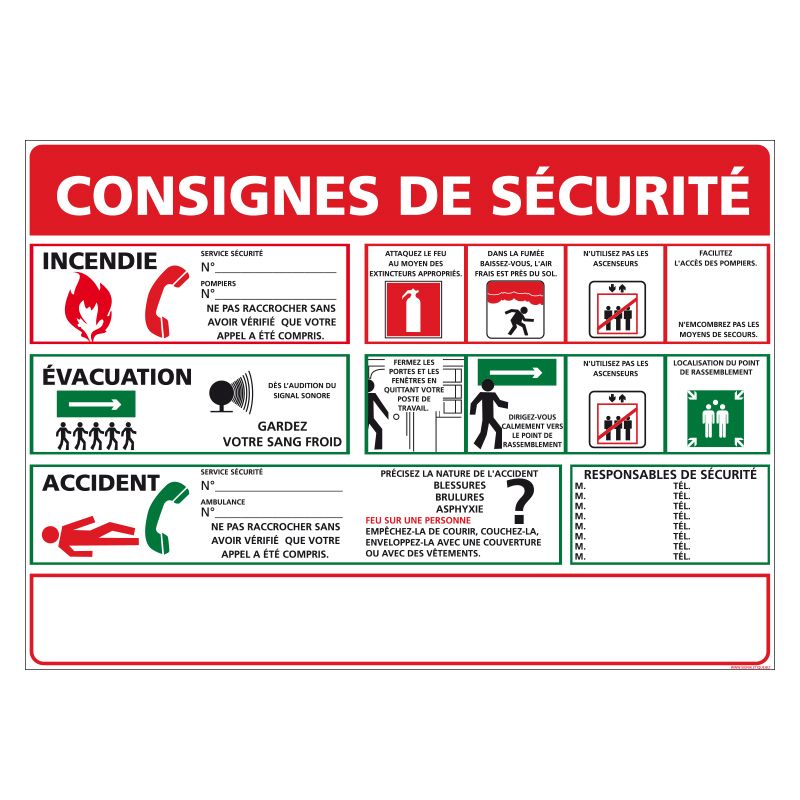 CONSIGNES DE SÉCURITÉ
INCENDIE
SERVICE SÉCURITÉ
N°
POMPIERS
N°
NE PAS RACCROCHER SANS
AVOIR VÉRIFIÉ QUE VOTRE
APPEL A ÉTÉ COMPRIS.
ATTAQUEZ LE FEU
AU MOYEN DES
EXTINCTEURS APPROPRIÉS.
DANS LA FUMÉE
BAISSEZ-VOUS, L'AIR
FRAIS EST PRÈS DU SOL.
N'UTILISEZ PAS LES
ASCENSEURS
FACILITEZ
L'ACCÈS DES POMPIERS.
N'EMCOMBREZ PAS LES
MOYENS DE SECOURS.
ÉVACUATION
DÈS L'AUDITION DU
SIGNAL SONORE
GARDEZ
VOTRE SANG FROID
FERMEZ LES
PORTES ET LES
FENÊTRES EN
QUITTANT VOTRE
POSTE DE
TRAVAIL.
DIRIGEZ-VOUS
CALMEMENT VERS
LE POINT DE
RASSEMBLEMENT
N'UTILISEZ PAS LES
ASCENSEURS
LOCALISATION DU POINT
DE RASSEMBLEMENT
ACCIDENT
SERVICE SÉCURITÉ
N°
AMBULANCE
N°
NE PAS RACCROCHER SANS
AVOIR VÉRIFIÉ QUE VOTRE
APPEL A ÉTÉ COMPRIS.
PRÉCISEZ LA NATURE DE L'ACCIDENT
BLESSURES
BRULURES
ASPHYXIE
?
FEU SUR UNE PERSONNE
EMPÊCHEZ-LA DE COURIR, COUCHEZ-LA,
ENVELOPPEZ-LA AVEC UNE COUVERTURE
OU AVEC DES VÊTEMENTS.
RESPONSABLES DE SÉCURITÉ
M. TÉL.
M. TÉL.
M. TÉL.
M. TÉL.
M. TÉL.
M. TÉL.
M. TÉL.
M. TÉL.